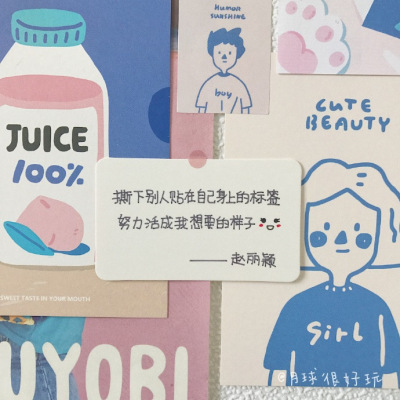 HUMAN
SUNSHINE
boy
JUICE
100%
CUTE
BEAUTY
撕下别人贴在自己身上的标签
努力活成我想要的样子
——赵丽颖
SWEET TASTE IN YOUR MOUTH
Girl
UYOBI
@月球很好玩